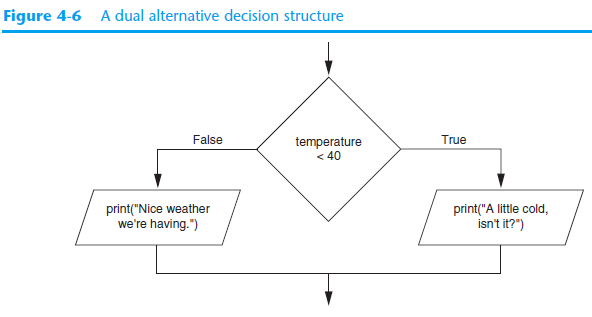 Figure 4-6 A dual alternative decision structure
False
temperature
< 40
True
print("Nice weather
we're having.")
print("A little cold,
isn't it?")